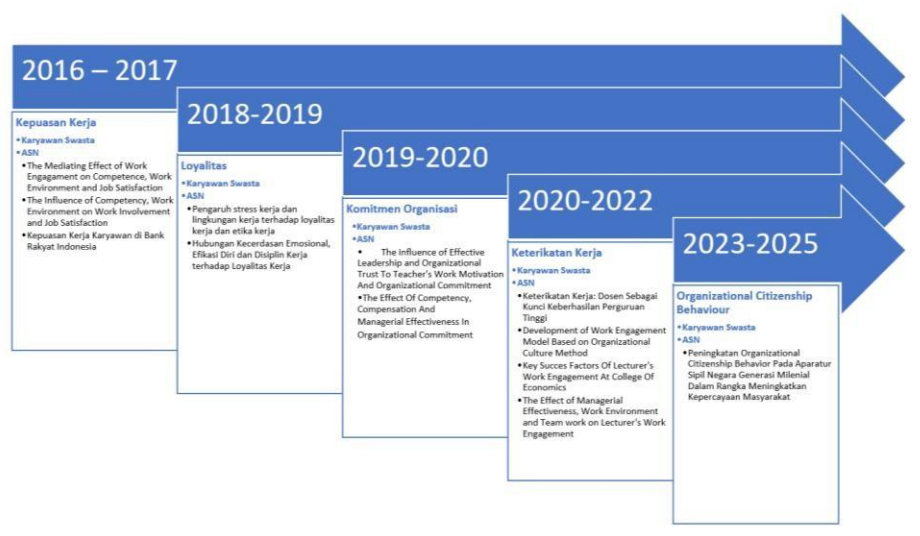 2016 – 2017
Kepuasan Kerja
•Karyawan Swasta
•ASN
•The Mediating Effect of Work
Engagament on Competence, Work
Environment and Job Satisfaction
•The Influence of Competency, Work
Environment on Work Involvement
and Job Satisfaction
•Kepuasan Kerja Karyawan di Bank
Rakyat Indonesia
2018-2019
Loyalitas
•Karyawan Swasta
•ASN
•Pengaruh stress kerja dan
lingkungan kerja terhadap loyalitas
kerja dan etika kerja
•Hubungan Kecerdasan Emosional,
Efikasi Diri dan Disiplin Kerja
terhadap Loyalitas Kerja
2019-2020
Komitmen Organisasi
•Karyawan Swasta
•ASN
• The Influence of Effective
Leadership and Organizational
Trust To Teacher's Work Motivation
And Organizational Commitment
•The Effect Of Competency,
Compensation And
Managerial Effectiveness In
Organizational Commitment
2020-2022
Keterikatan Kerja
•Karyawan Swasta
•ASN
•Keterikatan Kerja: Dosen Sebagai
Kunci Keberhasilan Perguruan
Tinggi
•Development of Work Engagement
Model Based on Organizational
Culture Method
•Key Succes Factors Of Lecturer's
Work Engagement At College Of
Economics
•The Effect of Managerial
Effectiveness, Work Environment
and Team work on Lecturer's Work
Engagement
2023-2025
Organizational Citizenship
Behaviour
•Karyawan Swasta
•ASN
•Peningkatan Organizational
Citizenship Behavior Pada Aparatur
Sipil Negara Generasi Milenial
Dalam Rangka Meningkatkan
Kepercayaan Masyarakat